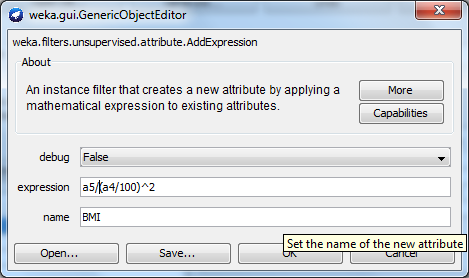 weka.gui.GenericObjectEditor
weka.filters.unsupervised.attribute.AddExpression
About
An instance filter that creates a new attribute by applying a
mathematical expression to existing attributes.
More
Capabilities
debug False
expression a5/(a4/100)^2
name BMI
Set the name of the new attribute
Open... Save... OK Cancel